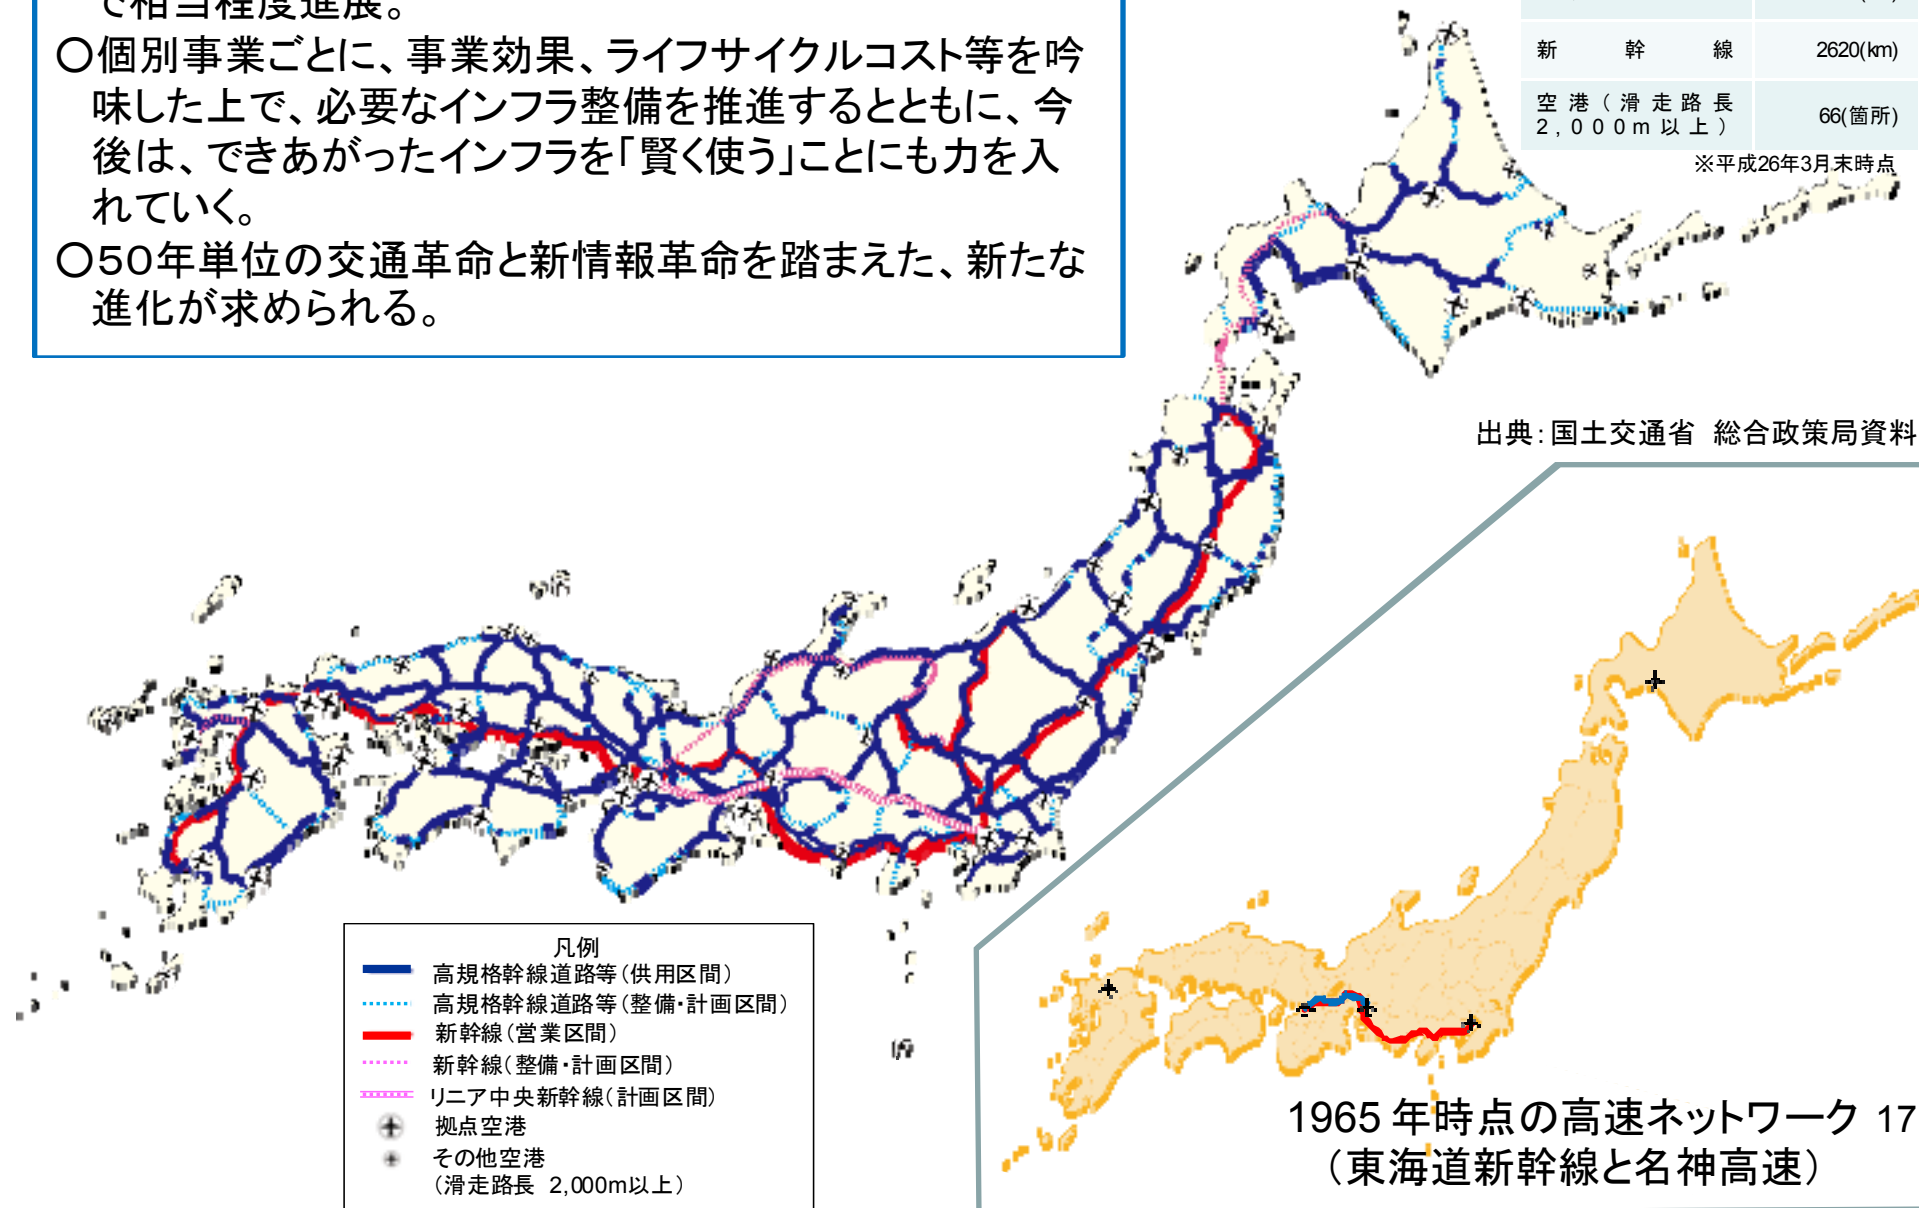 で相当程度進展。
〇個別事業ごとに、事業効果、ライフサイクルコスト等を吟
味した上で、必要なインフラ整備を推進するとともに、今
後は、できあがったインフラを「賢く使う」ことにも力を入
れていく。
〇50年単位の交通革命と新情報革命を踏まえた、新たな
進化が求められる。
新幹線 2620(km)
空港(滑走路長
2,000m以上) 66(箇所)
※平成26年3月末時点
出典:国土交通省 総合政策局資料
凡例
高規格幹線道路等(供用区間)
高規格幹線道路等(整備・計画区間)
新幹線(営業区間)
新幹線(整備・計画区間)
リニア中央新幹線(計画区間)
拠点空港
その他空港
(滑走路長 2,000m以上)
1965年時点の高速ネットワーク 17
(東海道新幹線と名神高速)